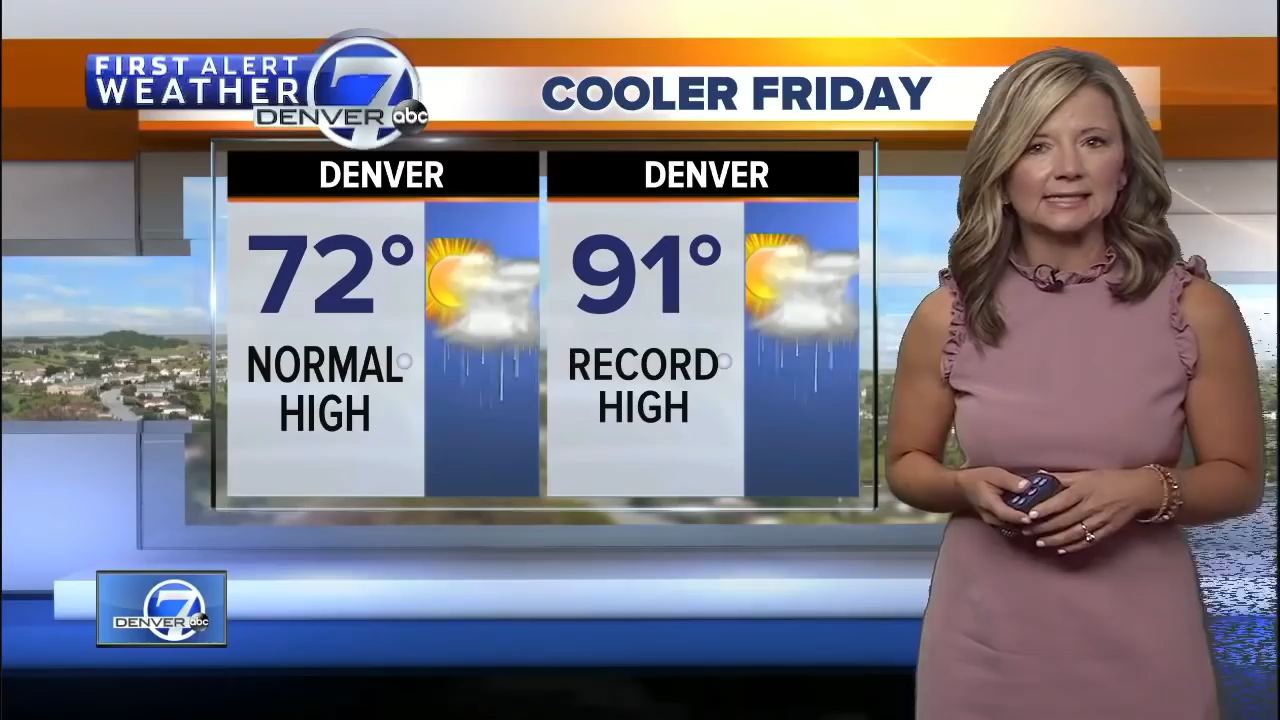 FIRST ALERT
WEATHER
7
DENVER abc
COOLER FRIDAY
DENVER
72°
NORMAL
HIGH
DENVER
91°
RECORD
HIGH
7
DENVER abc